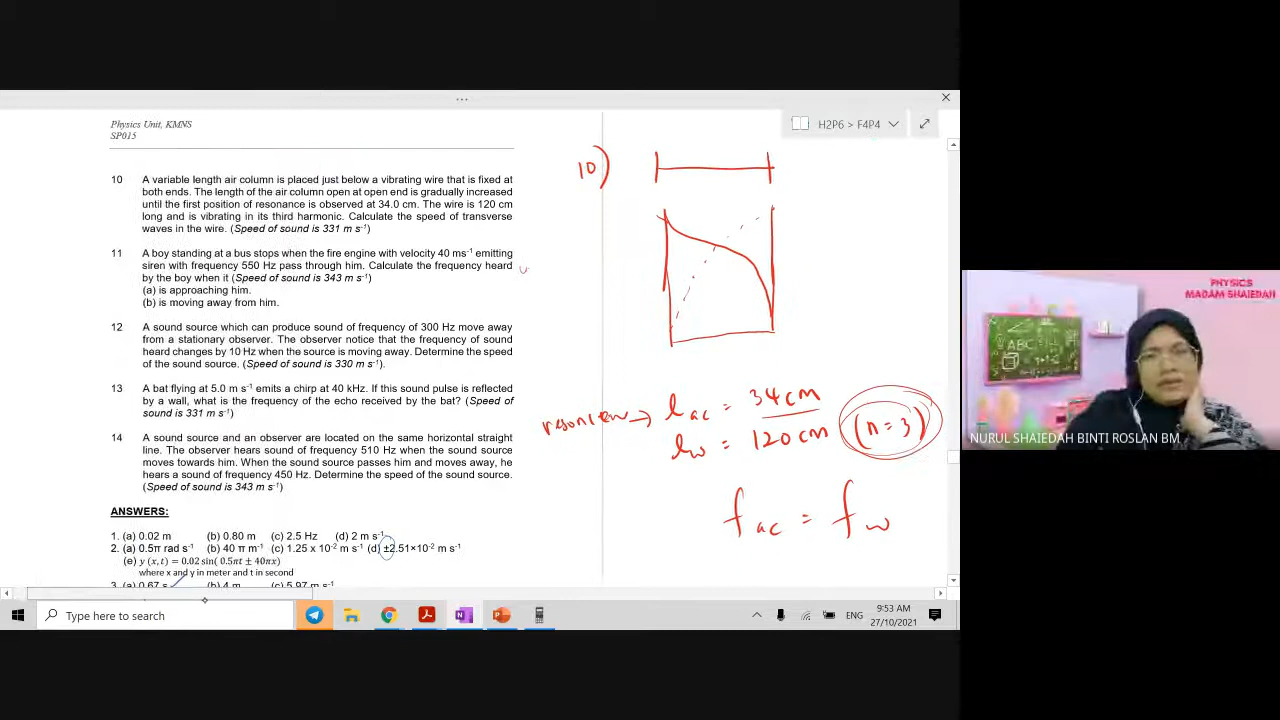 Physics Unit, KMNS
SP015
10 A variable length air column is placed just below a vibrating wire that is fixed at
both ends. The length of the air column open at open end is gradually increased
until the first position of resonance is observed at 34.0 cm. The wire is 120 cm
long and is vibrating in its third harmonic. Calculate the speed of transverse
waves in the wire. (Speed of sound is 331 m s⁻¹)
11 A boy standing at a bus stops when the fire engine with velocity 40 ms⁻¹ emitting
siren with frequency 550 Hz pass through him. Calculate the frequency heard
by the boy when it (Speed of sound is 343 m s⁻¹)
(a) is approaching him.
(b) is moving away from him.
12 A sound source which can produce sound of frequency of 300 Hz move away
from a stationary observer. The observer notice that the frequency of sound
heard changes by 10 Hz when the source is moving away. Determine the speed
of the sound source. (Speed of sound is 330 m s⁻¹).
13 A bat flying at 5.0 m s⁻¹ emits a chirp at 40 kHz. If this sound pulse is reflected
by a wall, what is the frequency of the echo received by the bat? (Speed of
sound is 331 m s⁻¹)
14 A sound source and an observer are located on the same horizontal straight
line. The observer hears sound of frequency 510 Hz when the sound source
moves towards him. When the sound source passes him and moves away, he
hears a sound of frequency 450 Hz. Determine the speed of the sound source.
(Speed of sound is 343 m s⁻¹)
ANSWERS:
1. (a) 0.02 m (b) 0.80 m (c) 2.5 Hz (d) 2 m s⁻¹
2. (a) 0.5π rad s⁻¹ (b) 40 π m⁻¹ (c) 1.25 x 10⁻² m s⁻¹ (d) ±2.51×10⁻² m s⁻¹
(e) y (x,t) = 0.02 sin( 0.5πt ± 40πx)
where x and y in meter and t in second
3. (a) 0.67 s (b) 4 m (c) 5.97 m s⁻¹
H2P6 > F4P4
10)
l ac = 34 cm
l w = 120 cm (n = 3)
f ac = f w
PHYSICS
MADAM SHAIEDAH
ABC
NURUL SHAIEDAH BINTI ROSLAN BM
Type here to search
ENG
9:53 AM
27/10/2021